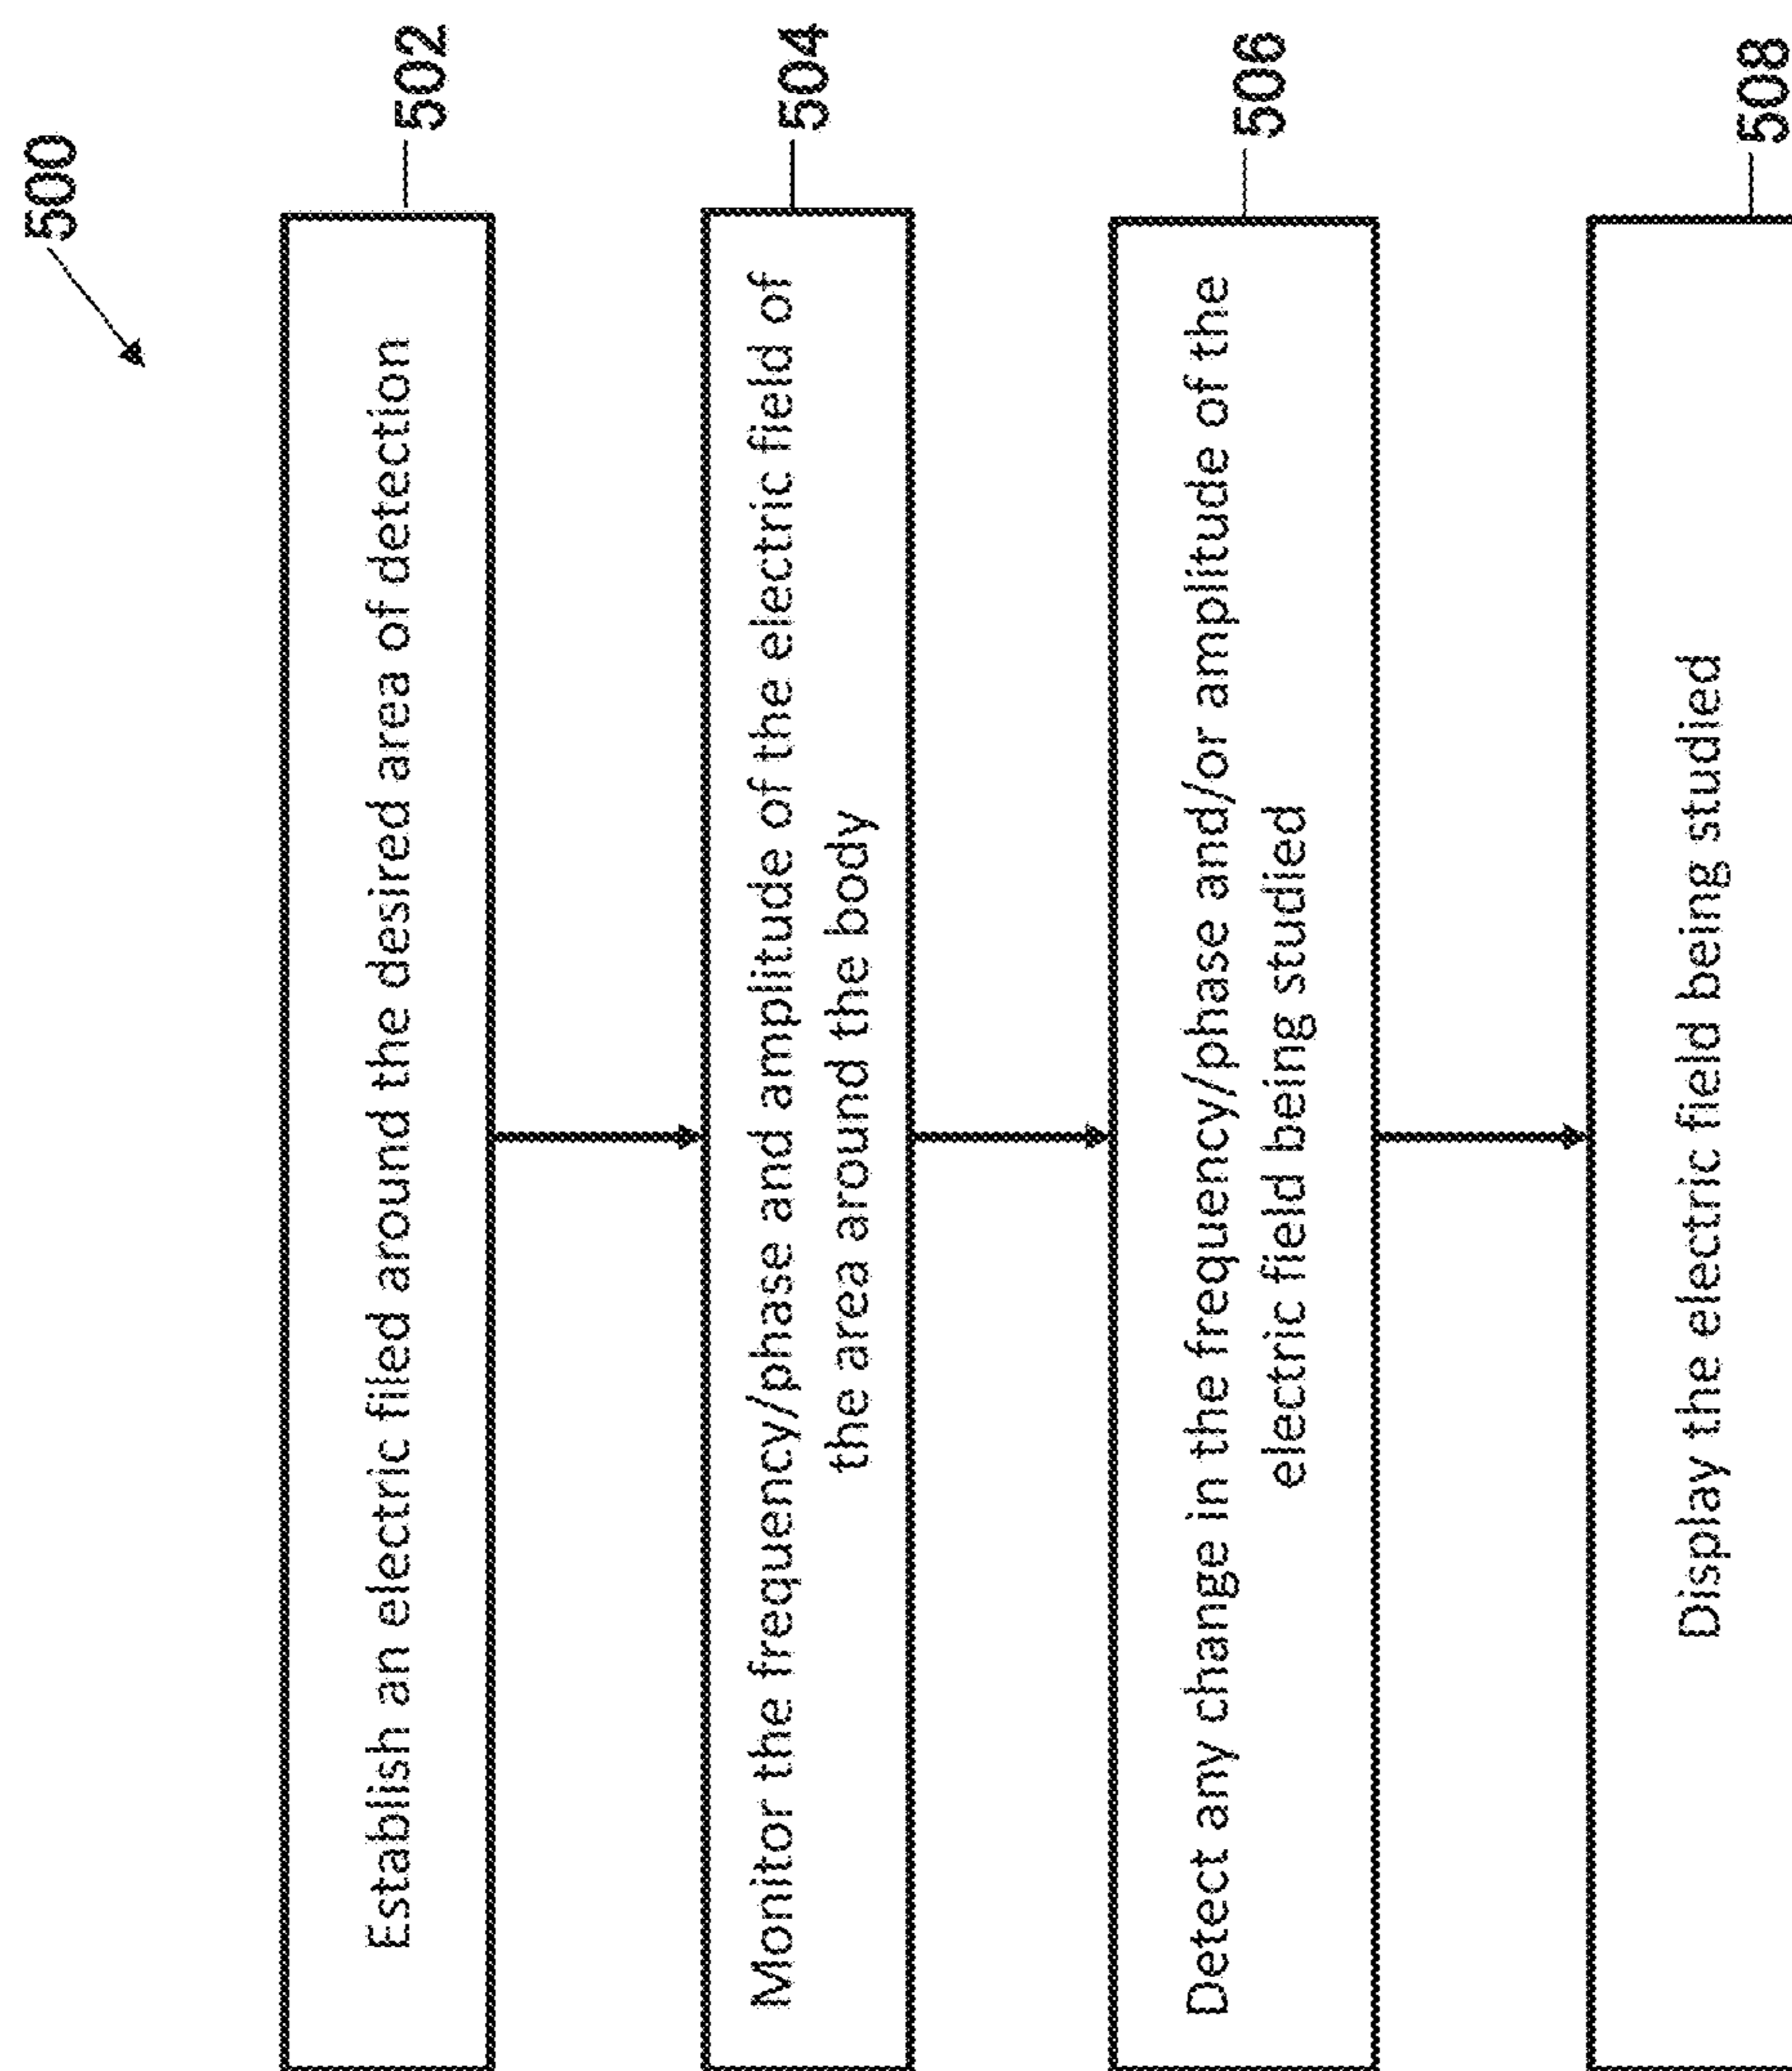 500
Establish an electric filed around the desired area of detection
502
Monitor the frequency/phase and amplitude of the electric field of
the area around the body
504
Detect any change in the frequency/phase and/or amplitude of the
electric field being studied
506
Display the electric field being studied
508